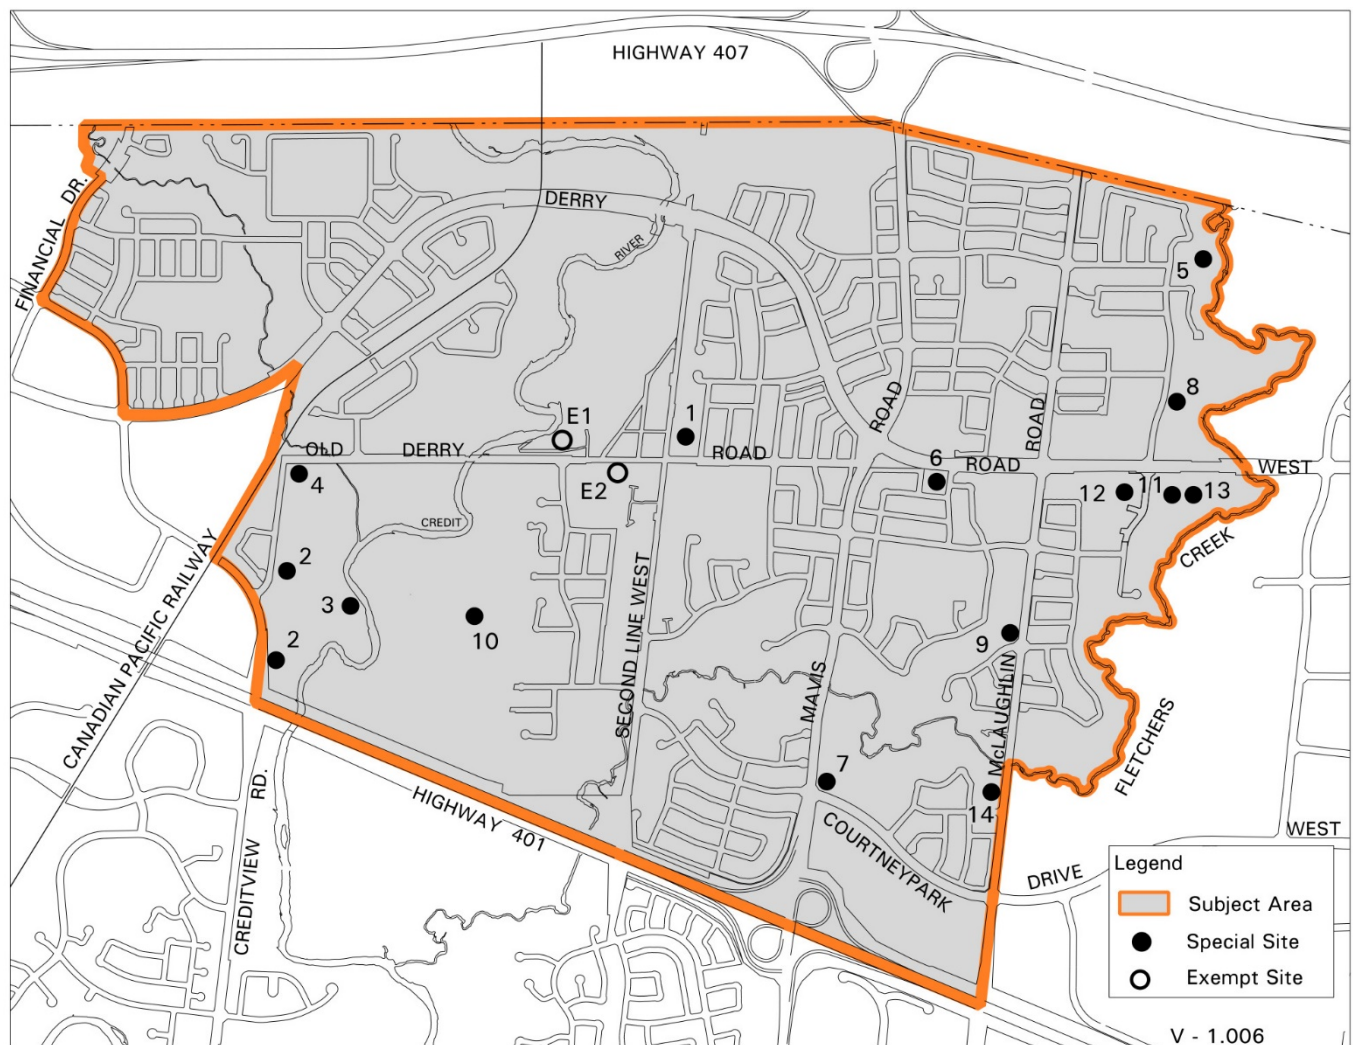 HIGHWAY 407
FINANCIAL DR.
DERRY
RIVER
5
8
E1
1
ROAD
ROAD
OLD
DERRY
ROAD
6
ROAD
WEST
4
E2
12
11
13
CREDIT
CREEK
2
3
10
SECOND LINE WEST
9
2
CANADIAN PACIFIC RAILWAY
MAVIS
McLAUGHLIN
FLETCHERS
7
14
HIGHWAY 401
CREDITVIEW RD.
COURTNEYPARK
DRIVE
WEST
Legend
Subject Area
Special Site
Exempt Site
V - 1.006